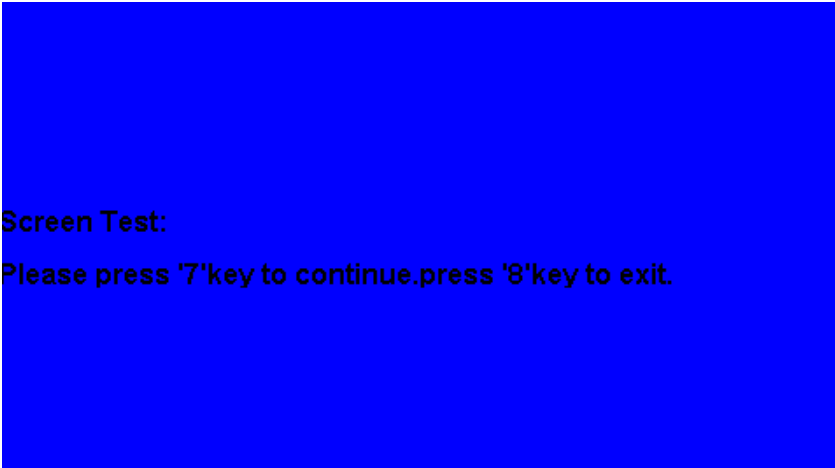 Screen Test:
Please press '7'key to continue.press '8'key to exit.